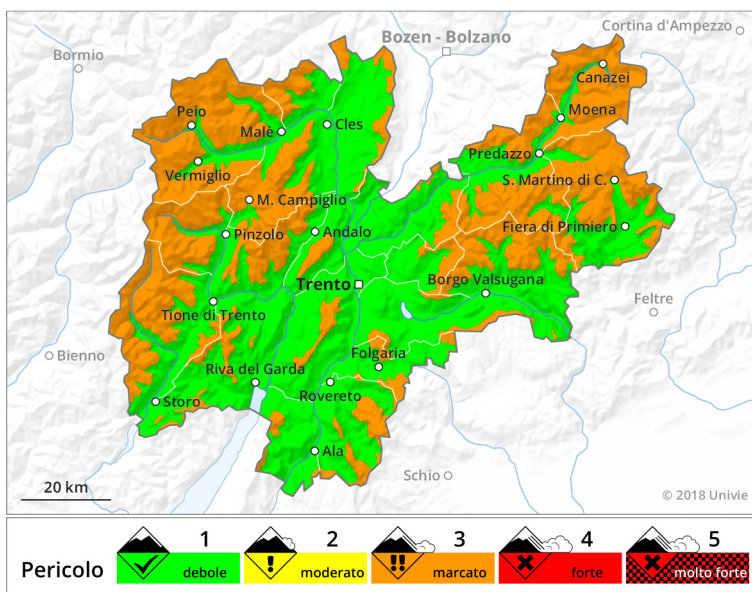 Cortina d'Ampezzo
Bozen - Bolzano
Bormio
Canazei
Moena
Peio
Malè
Cles
Predazzo
Vermiglio
S. Martino di C.
M. Campiglio
Pinzolo
Andalo
Fiera di Primiero
Trento
Borgo Valsugana
Tione di Trento
Feltre
Bienno
Folgaria
Riva del Garda
Rovereto
Storo
Ala
Schio
20 km
© 2018 Univie
Pericolo
1
debole
2
moderato
3
marcato
4
forte
5
molto forte